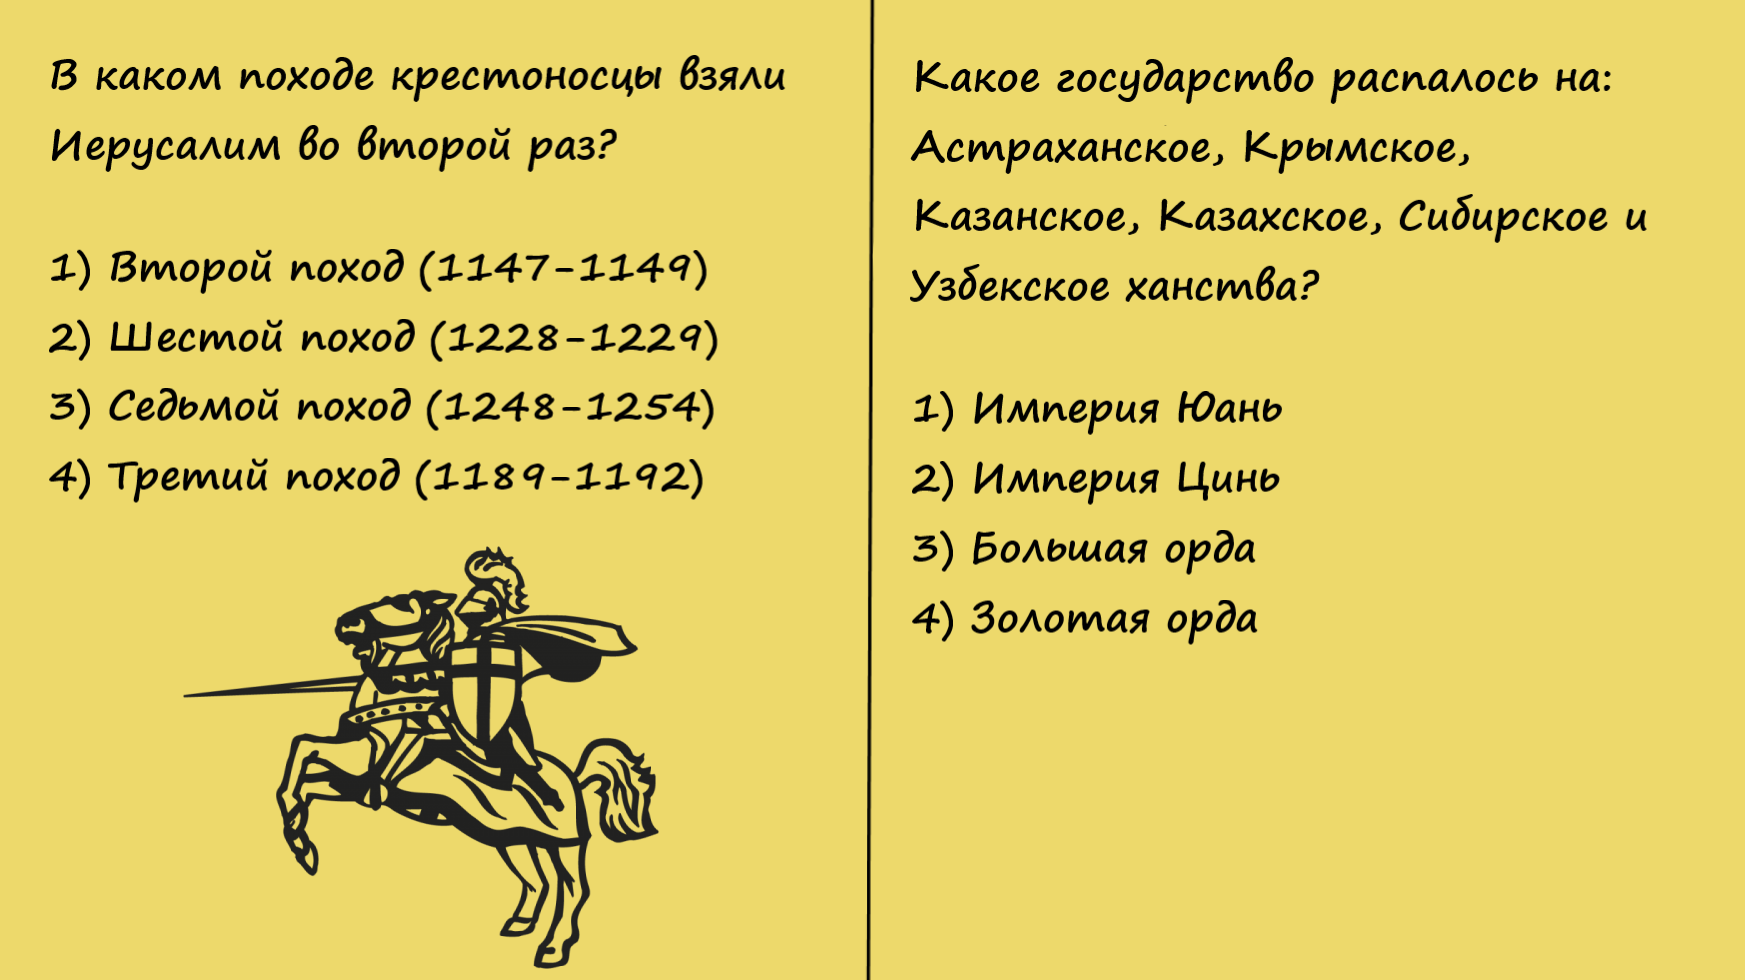 В каком походе крестоносцы взяли
Иерусалим во второй раз?
1) Второй поход (1147-1149)
2) Шестой поход (1228-1229)
3) Седьмой поход (1248-1254)
4) Третий поход (1189-1192)
Какое государство распалось на:
Астраханское, Крымское,
Казанское, Казахское, Сибирское и
Узбекское ханства?
1) Империя Юань
2) Империя Цинь
3) Большая орда
4) Золотая орда